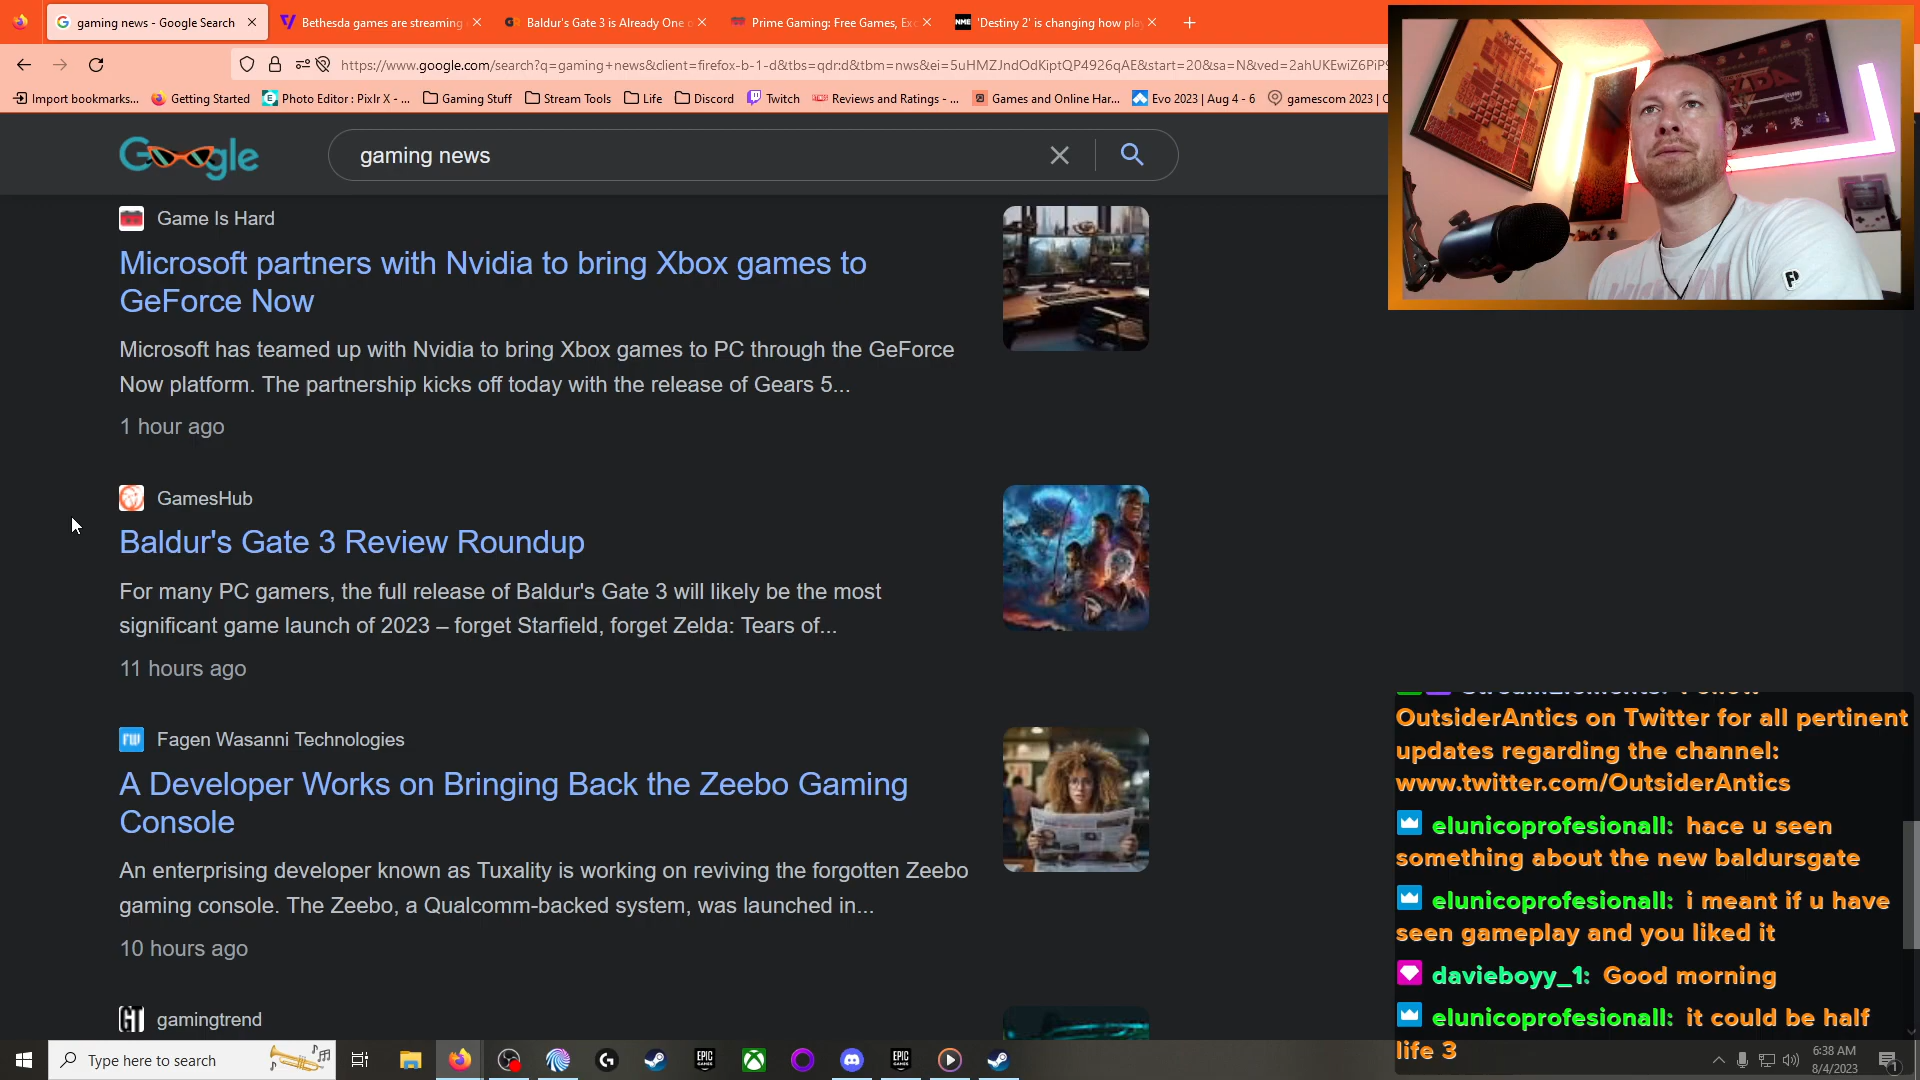 gaming news - Google Search
Bethesda games are streaming
Baldur's Gate 3 is Already One o
Prime Gaming: Free Games, Exc
NME
'Destiny 2' is changing how play
https://www.google.com/search?q=gaming+news&client=firefox-b-1-d&tbs=qdr:d&tbm=nws&ei=5uHMZJndOdKiptQP4926qAE&start=20&sa=N&ved=2ahUKEwiZ6PiP9
Import bookmarks...
Getting Started
Photo Editor : Pixlr X - ...
Gaming Stuff
Stream Tools
Life
Discord
Twitch
Reviews and Ratings - ...
Games and Online Har...
Evo 2023 | Aug 4 - 6
gamescom 2023 | C
Google
gaming news
Game Is Hard
Microsoft partners with Nvidia to bring Xbox games to
GeForce Now
Microsoft has teamed up with Nvidia to bring Xbox games to PC through the GeForce
Now platform. The partnership kicks off today with the release of Gears 5...
1 hour ago
GamesHub
Baldur's Gate 3 Review Roundup
For many PC gamers, the full release of Baldur's Gate 3 will likely be the most
significant game launch of 2023 – forget Starfield, forget Zelda: Tears of...
11 hours ago
Fagen Wasanni Technologies
A Developer Works on Bringing Back the Zeebo Gaming
Console
An enterprising developer known as Tuxality is working on reviving the forgotten Zeebo
gaming console. The Zeebo, a Qualcomm-backed system, was launched in...
10 hours ago
GT
gamingtrend
OutsiderAntics on Twitter for all pertinent
updates regarding the channel:
www.twitter.com/OutsiderAntics
elunicoprofesionall: hace u seen
something about the new baldursgate
elunicoprofesionall: i meant if u have
seen gameplay and you liked it
davieboyy_1: Good morning
elunicoprofesionall: it could be half
life 3
Type here to search
EPIC GAMES
EPIC GAMES
6:38 AM
8/4/2023
1